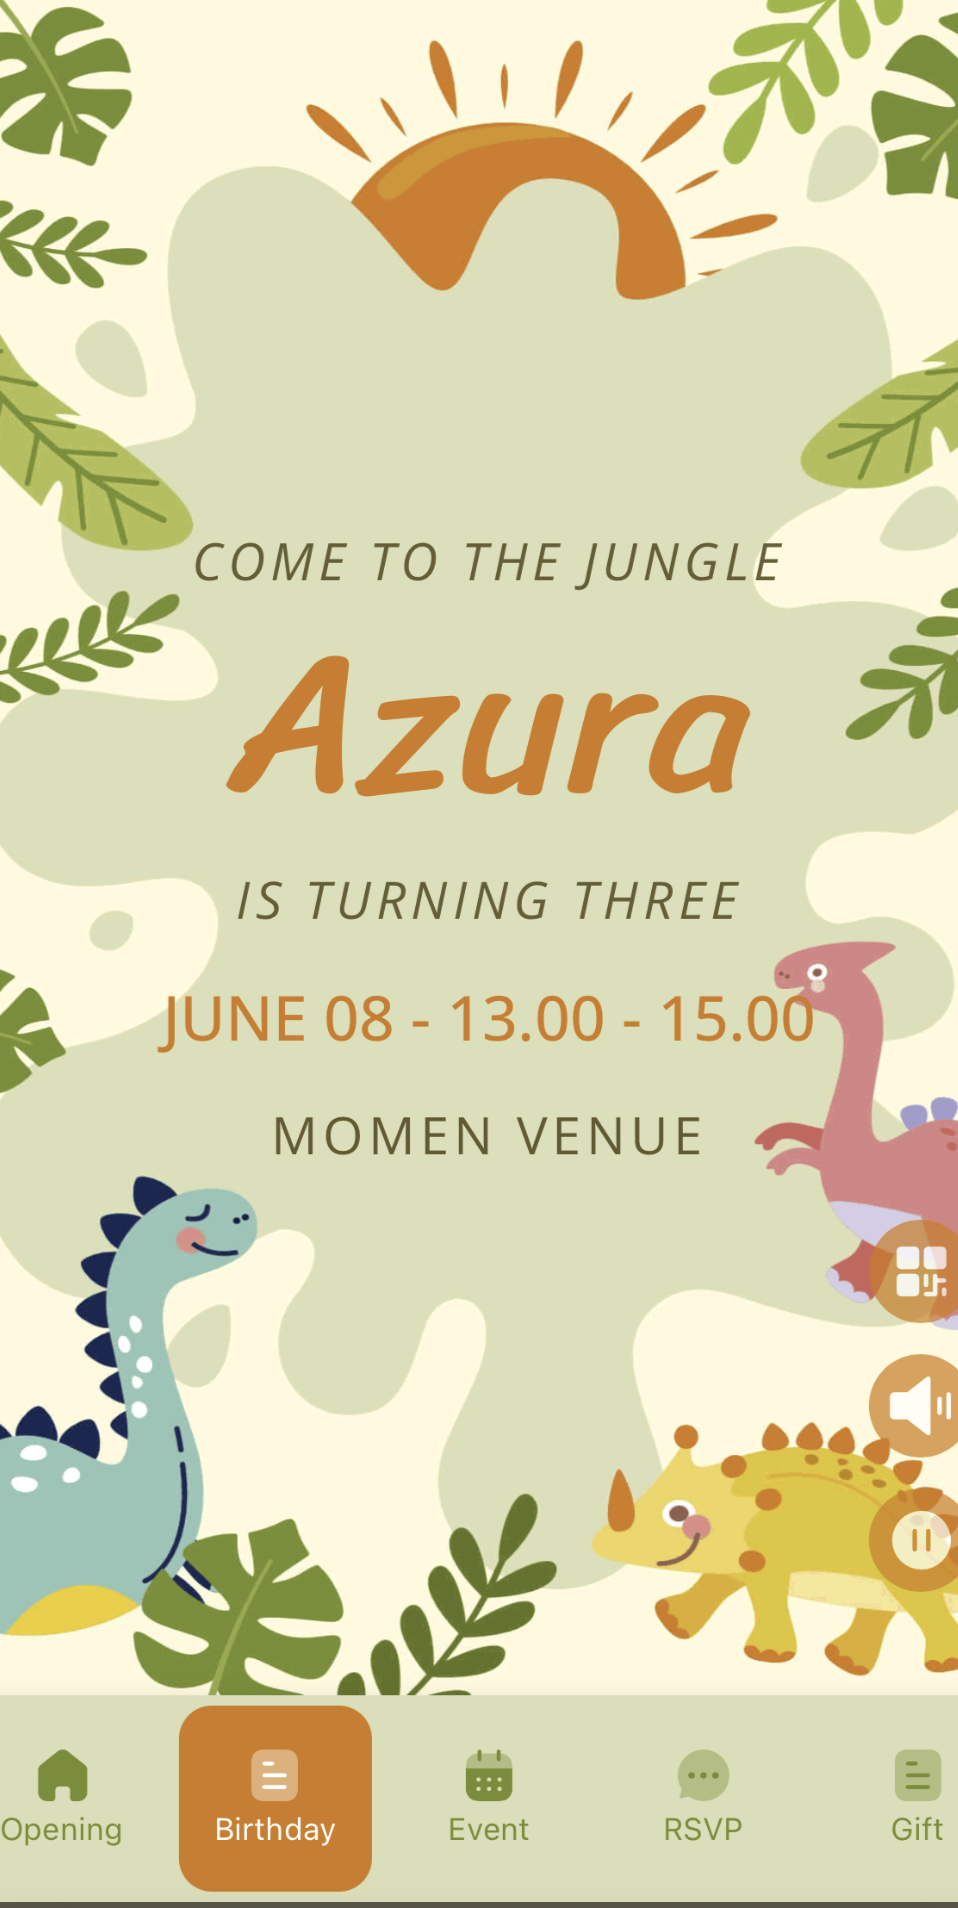 COME TO THE JUNGLE
Azura
IS TURNING THREE
JUNE 08 - 13.00 - 15.00
MOMEN VENUE
Opening
Birthday
Event
RSVP
Gift